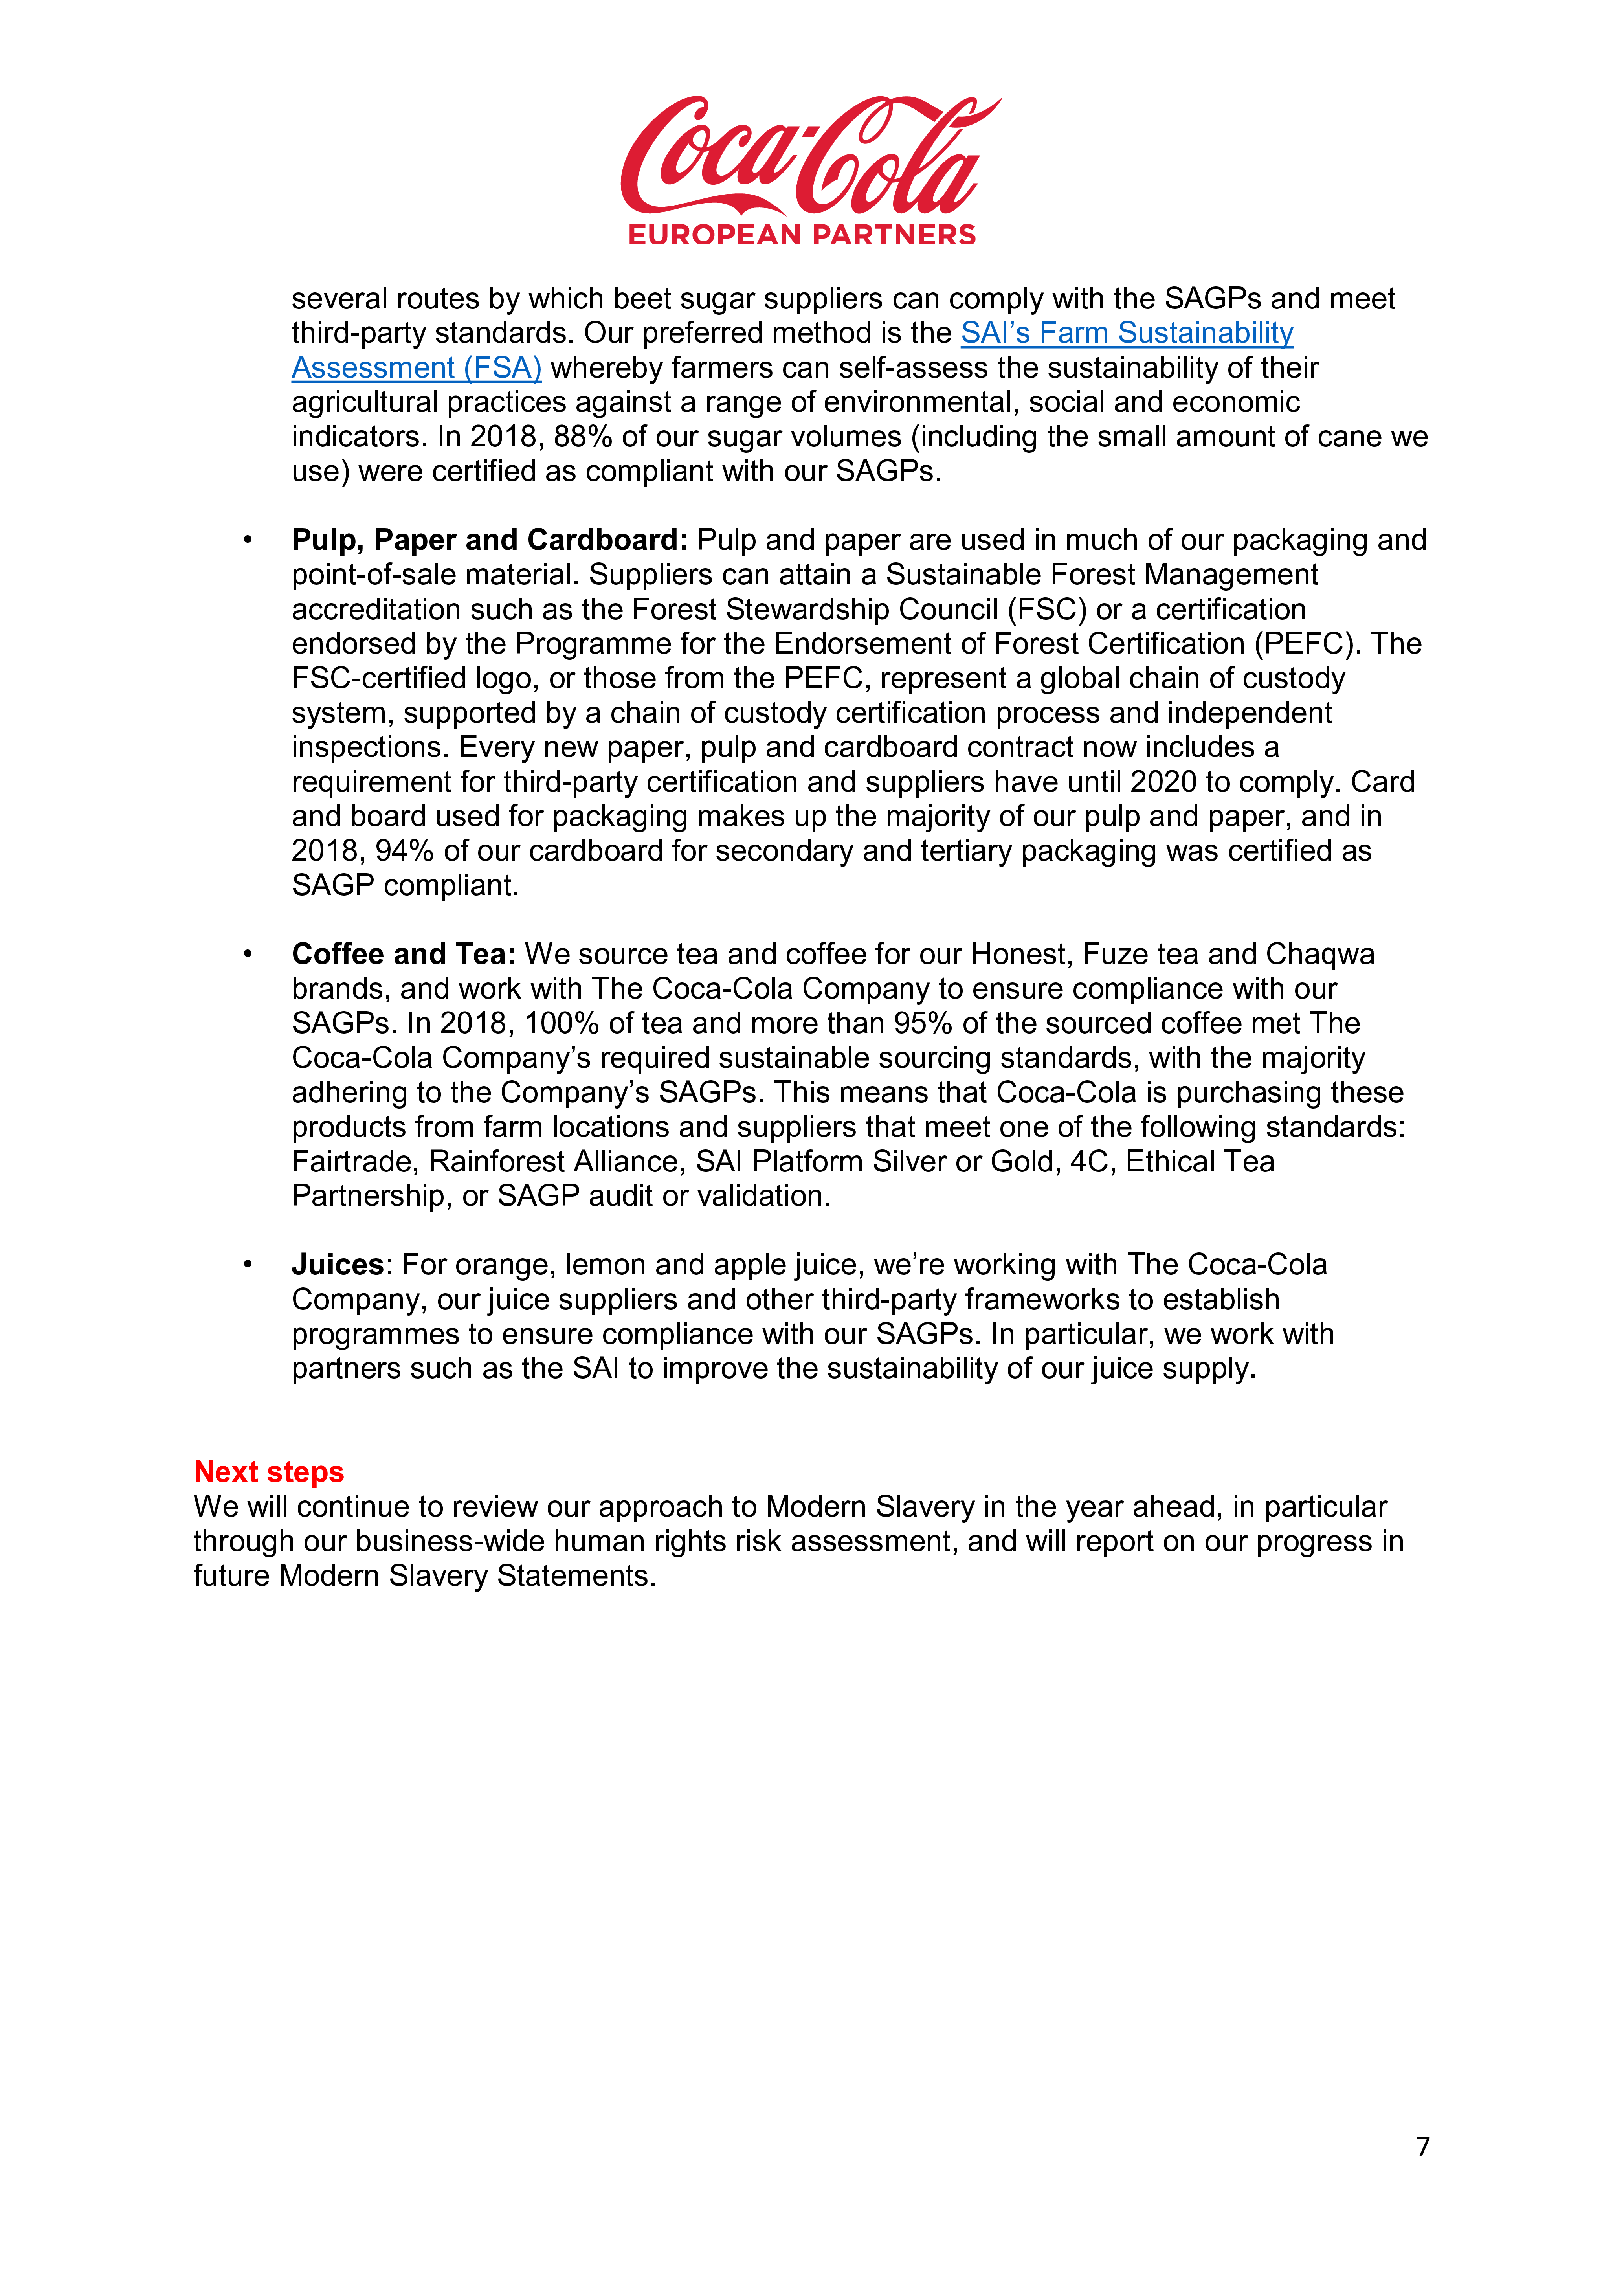 Coca-Cola
EUROPEAN PARTNERS
several routes by which beet sugar suppliers can comply with the SAGPs and meet
third-party standards. Our preferred method is the SAI’s Farm Sustainability
Assessment (FSA) whereby farmers can self-assess the sustainability of their
agricultural practices against a range of environmental, social and economic
indicators. In 2018, 88% of our sugar volumes (including the small amount of cane we
use) were certified as compliant with our SAGPs.
• Pulp, Paper and Cardboard: Pulp and paper are used in much of our packaging and
point-of-sale material. Suppliers can attain a Sustainable Forest Management
accreditation such as the Forest Stewardship Council (FSC) or a certification
endorsed by the Programme for the Endorsement of Forest Certification (PEFC). The
FSC-certified logo, or those from the PEFC, represent a global chain of custody
system, supported by a chain of custody certification process and independent
inspections. Every new paper, pulp and cardboard contract now includes a
requirement for third-party certification and suppliers have until 2020 to comply. Card
and board used for packaging makes up the majority of our pulp and paper, and in
2018, 94% of our cardboard for secondary and tertiary packaging was certified as
SAGP compliant.
• Coffee and Tea: We source tea and coffee for our Honest, Fuze tea and Chaqwa
brands, and work with The Coca-Cola Company to ensure compliance with our
SAGPs. In 2018, 100% of tea and more than 95% of the sourced coffee met The
Coca-Cola Company’s required sustainable sourcing standards, with the majority
adhering to the Company’s SAGPs. This means that Coca-Cola is purchasing these
products from farm locations and suppliers that meet one of the following standards:
Fairtrade, Rainforest Alliance, SAI Platform Silver or Gold, 4C, Ethical Tea
Partnership, or SAGP audit or validation.
• Juices: For orange, lemon and apple juice, we’re working with The Coca-Cola
Company, our juice suppliers and other third-party frameworks to establish
programmes to ensure compliance with our SAGPs. In particular, we work with
partners such as the SAI to improve the sustainability of our juice supply.
Next steps
We will continue to review our approach to Modern Slavery in the year ahead, in particular
through our business-wide human rights risk assessment, and will report on our progress in
future Modern Slavery Statements.
7